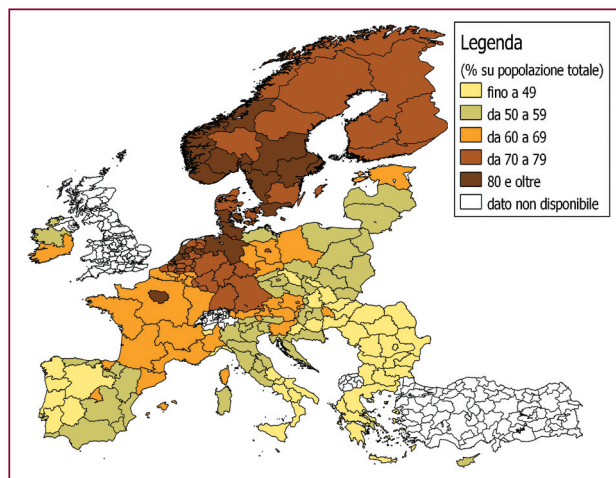 Legenda
(% su popolazione totale)
fino a 49
da 50 a 59
da 60 a 69
da 70 a 79
80 e oltre
dato non disponibile